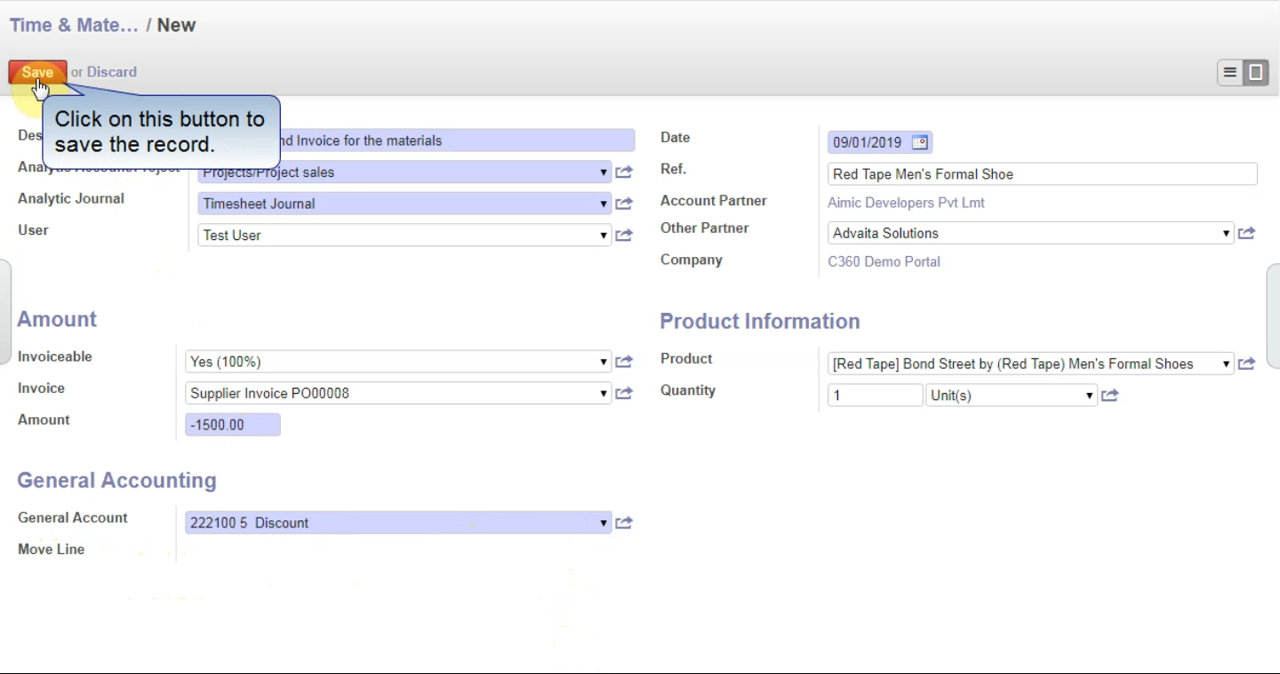 Time & Mate... / New
Save or Discard
Click on this button to
save the record.
Des
nd Invoice for the materials
Projects/Project sales
Analytic Journal
Timesheet Journal
User
Test User
Date
09/01/2019
Ref.
Red Tape Men's Formal Shoe
Account Partner
Aimic Developers Pvt Lmt
Other Partner
Advaita Solutions
Company
C360 Demo Portal
Amount
Invoiceable
Yes (100%)
Invoice
Supplier Invoice PO00008
Amount
-1500.00
Product Information
Product
[Red Tape] Bond Street by (Red Tape) Men's Formal Shoes
Quantity
1 Unit(s)
General Accounting
General Account
222100 5 Discount
Move Line